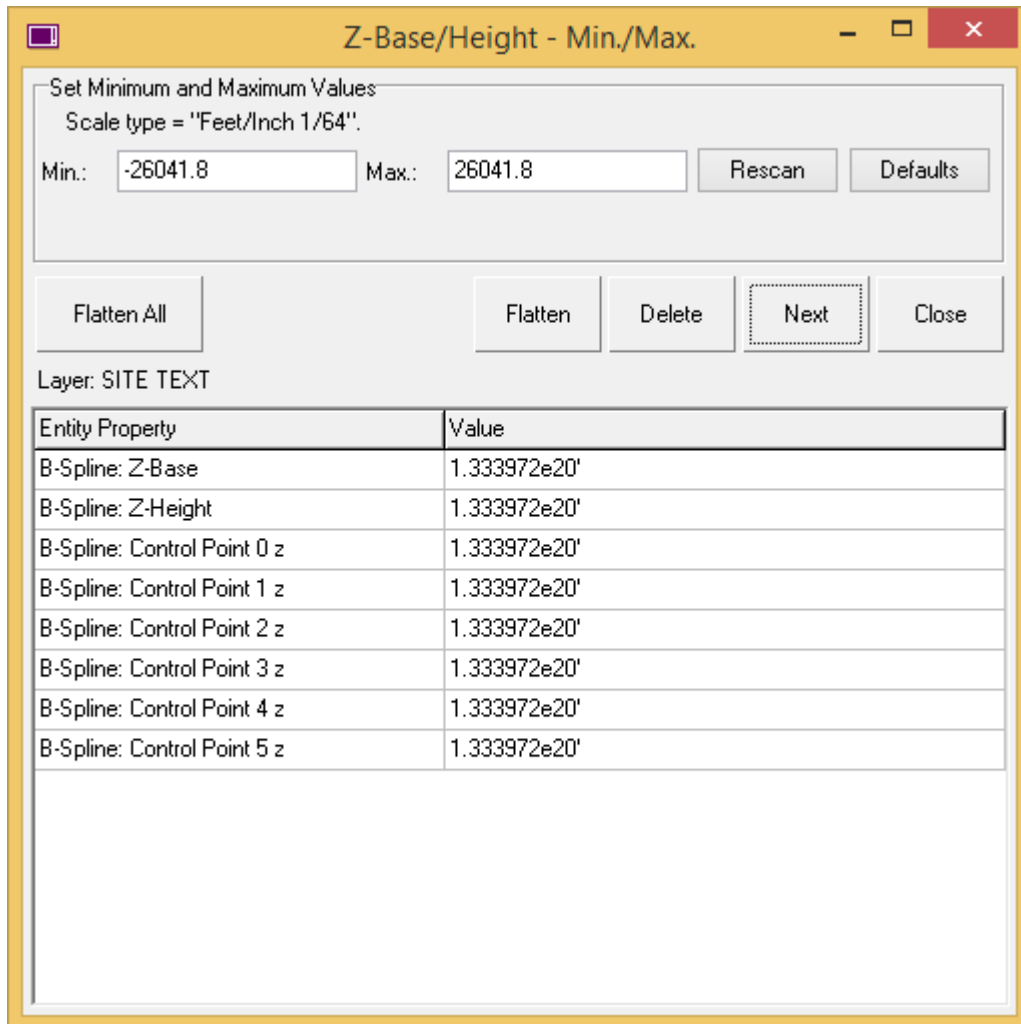 Z-Base/Height - Min./Max.
Set Minimum and Maximum Values
Scale type = "Feet/Inch 1/64".
Min.: -26041.8 Max.: 26041.8 Rescan Defaults
Flatten All Flatten Delete Next Close
Layer: SITE TEXT
Entity Property Value
B-Spline: Z-Base 1.333972e20'
B-Spline: Z-Height 1.333972e20'
B-Spline: Control Point 0 z 1.333972e20'
B-Spline: Control Point 1 z 1.333972e20'
B-Spline: Control Point 2 z 1.333972e20'
B-Spline: Control Point 3 z 1.333972e20'
B-Spline: Control Point 4 z 1.333972e20'
B-Spline: Control Point 5 z 1.333972e20'